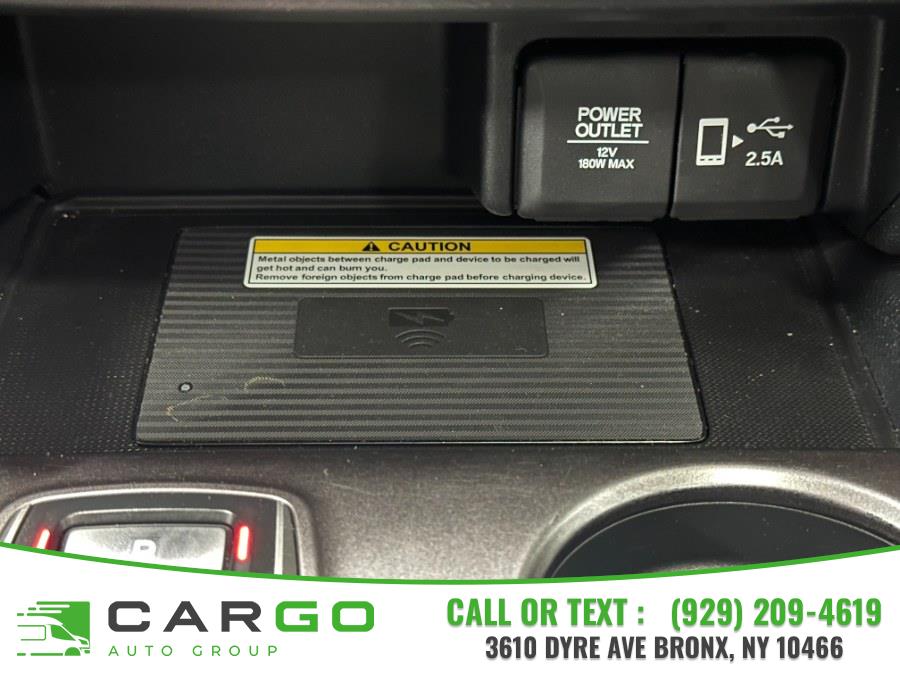 POWER
OUTLET
12V
180W MAX
2.5A
CAUTION
Metal objects between charge pad and device to be charged will
get hot and can burn you.
Remove foreign objects from charge pad before charging device.
P
CARGO
AUTO GROUP
CALL OR TEXT : (929) 209-4619
3610 DYRE AVE BRONX, NY 10466